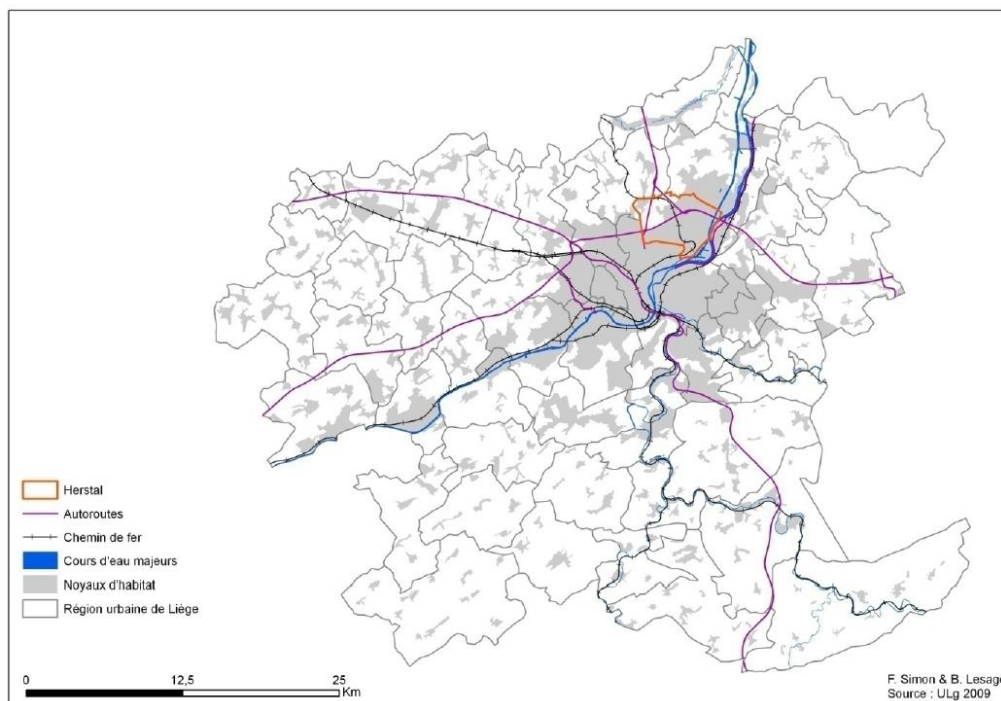 Herstal
Autoroutes
Chemin de fer
Cours d'eau majeurs
Noyaux d'habitat
Région urbaine de Liège
0 12,5 25
Km
F. Simon & B. Lesage
Source : ULg 2009